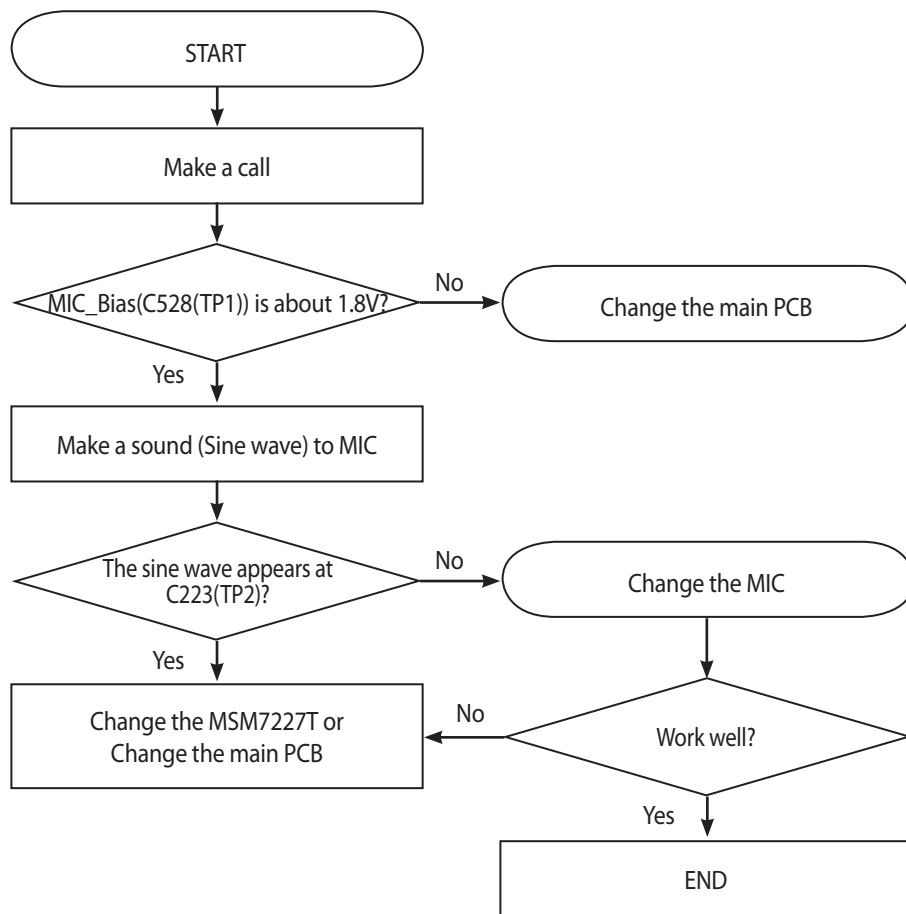 START
Make a call
MIC_Bias(C528(TP1)) is about 1.8V?
No
Change the main PCB
Yes
Make a sound (Sine wave) to MIC
The sine wave appears at
C223(TP2)?
No
Change the MIC
Yes
Change the MSM7227T or
Change the main PCB
No
Work well?
Yes
END